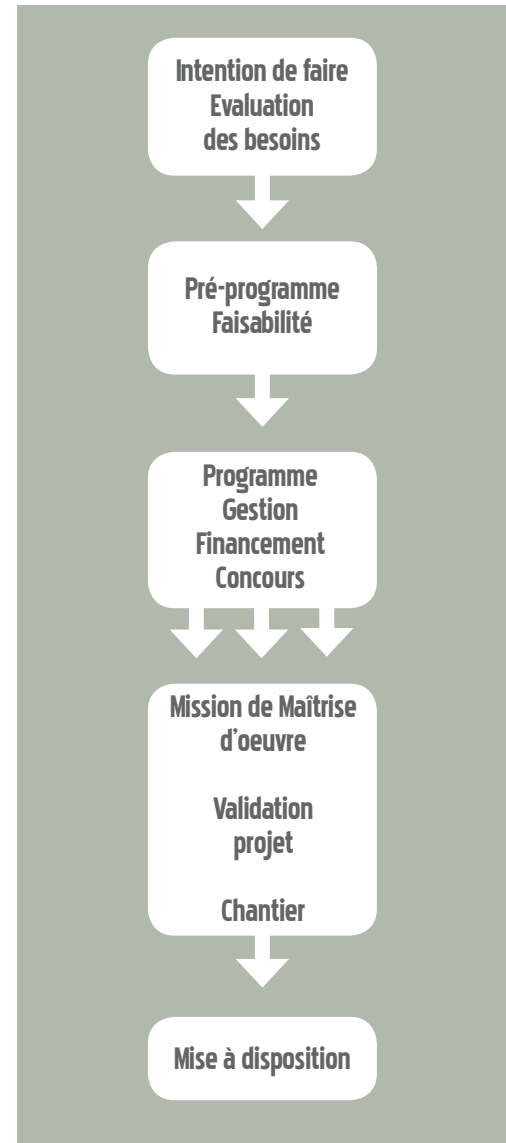 Intention de faire
Evaluation
des besoins
Pré-programme
Faisabilité
Programme
Gestion
Financement
Concours
Mission de Maîtrise
d'oeuvre
Validation
projet
Chantier
Mise à disposition